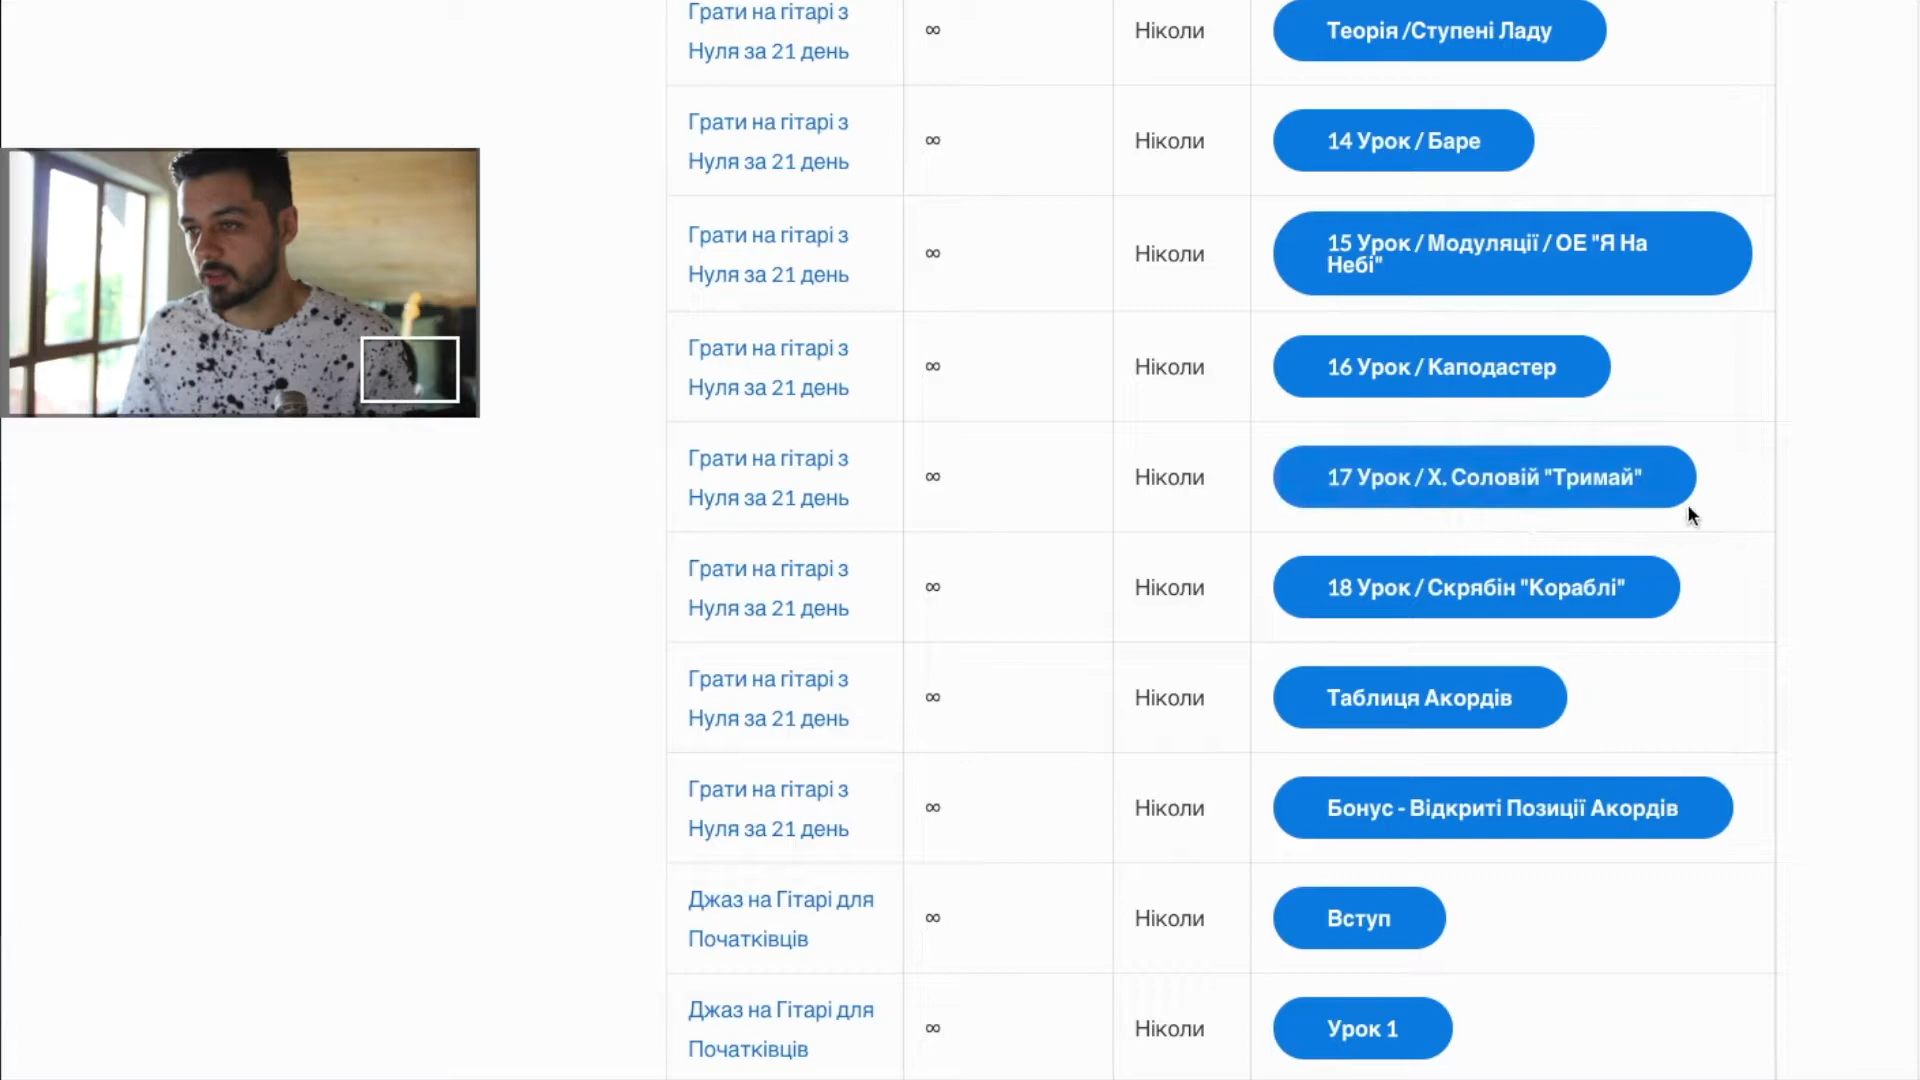 Грати на гітарі з
Нуля за 21 день
∞
Ніколи
Теорія /Ступені Ладу
Грати на гітарі з
Нуля за 21 день
∞
Ніколи
14 Урок / Баре
Грати на гітарі з
Нуля за 21 день
∞
Ніколи
15 Урок / Модуляції / ОЕ "Я На
Небі"
Грати на гітарі з
Нуля за 21 день
∞
Ніколи
16 Урок / Каподастер
Грати на гітарі з
Нуля за 21 день
∞
Ніколи
17 Урок / Х. Соловій "Тримай"
Грати на гітарі з
Нуля за 21 день
∞
Ніколи
18 Урок / Скрябін "Кораблі"
Грати на гітарі з
Нуля за 21 день
∞
Ніколи
Таблиця Акордів
Грати на гітарі з
Нуля за 21 день
∞
Ніколи
Бонус - Відкриті Позиції Акордів
Джаз на Гітарі для
Початківців
∞
Ніколи
Вступ
Джаз на Гітарі для
Початківців
∞
Ніколи
Урок 1